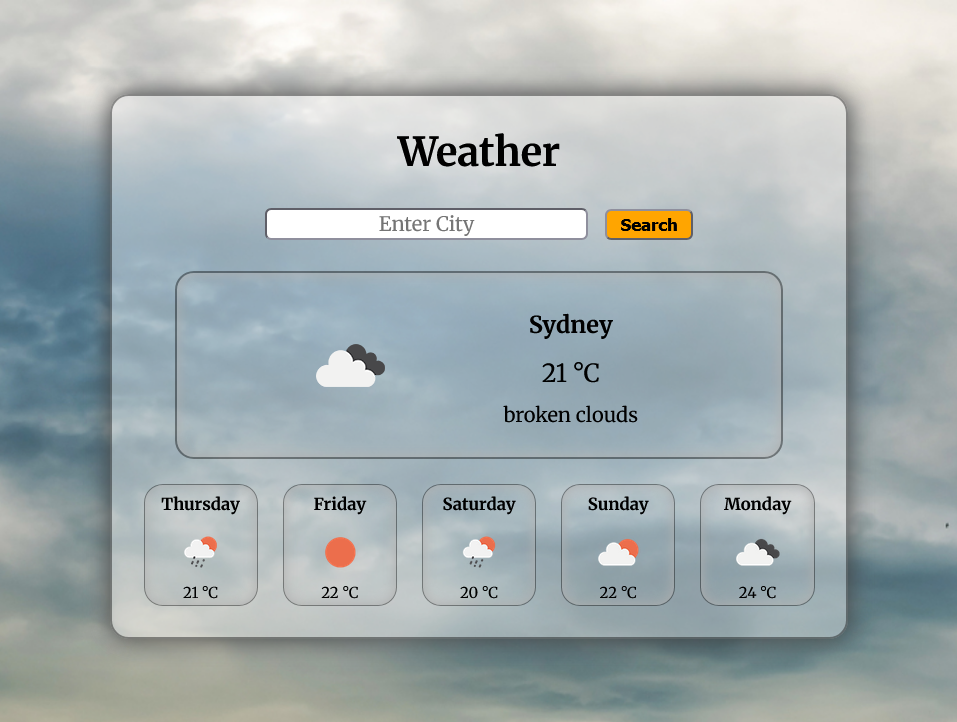 Weather
Enter City Search
Sydney
21 °C
broken clouds
Thursday Friday Saturday Sunday Monday
21 °C 22 °C 20 °C 22 °C 24 °C